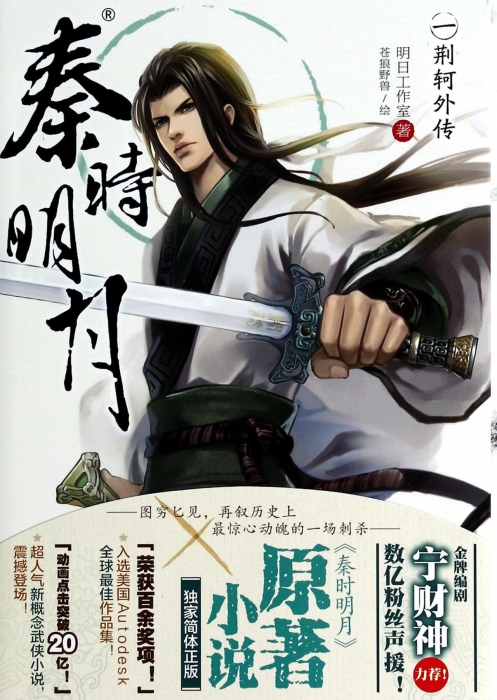 秦時明月
®
㊀ 荆轲外传
明日工作室 著
苍狼野兽/绘
——图穷匕见，再叙历史上
最惊心动魄的一场刺杀——
金牌编剧
宁财神 力荐！
数亿粉丝声援！
《秦时明月》
原著
小说
独家简体正版
「荣获百余奖项！
入选美国Autodesk
全球最佳作品集！
「动画点击突破
20亿！」
超人气新概念武侠小说，
震撼登场！